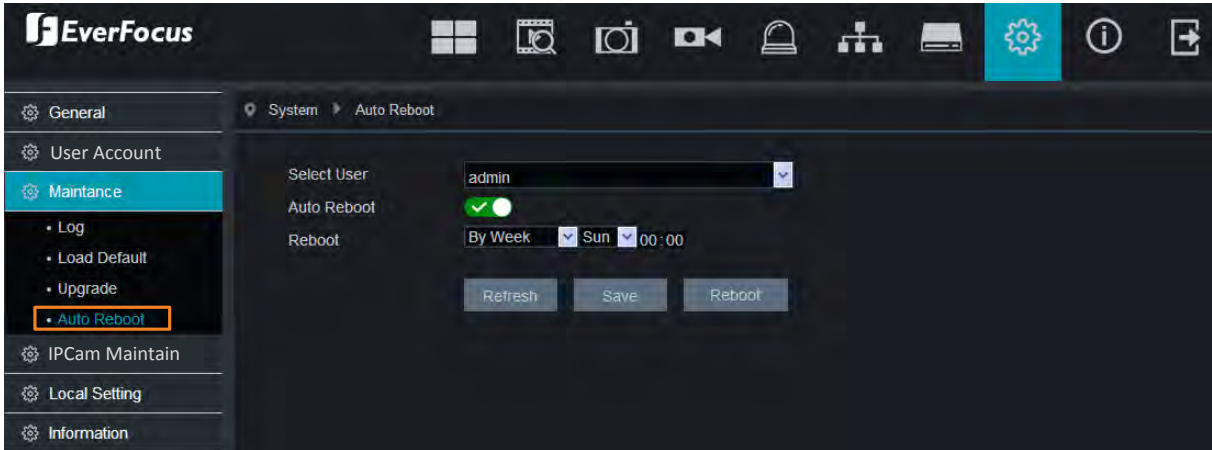 EverFocus
General
System Auto Reboot
User Account
Maintance
Log
Load Default
Upgrade
Auto Reboot
IPCam Maintain
Local Setting
Information
Select User admin
Auto Reboot
Reboot By Week Sun 00:00
Refresh Save Reboot